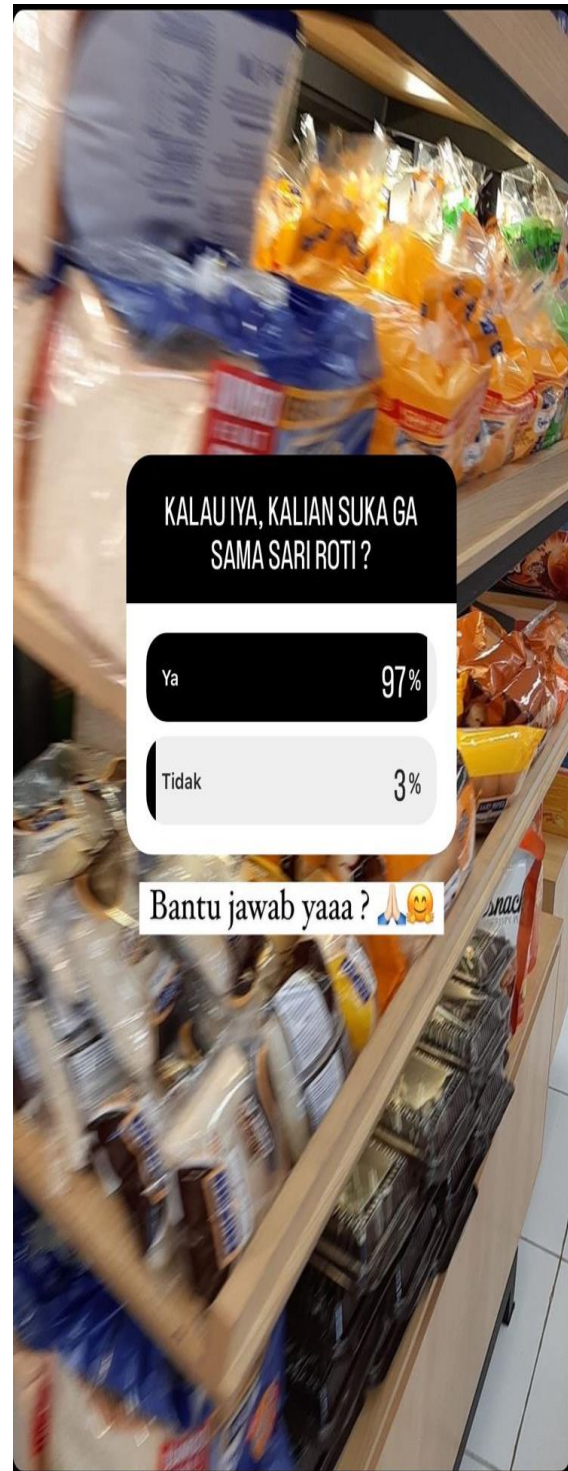 KALAU IYA, KALIAN SUKA GA
SAMA SARI ROTI ?
Ya
97%
Tidak
3%
Bantu jawab yaaa ? 🙏🏻🤗